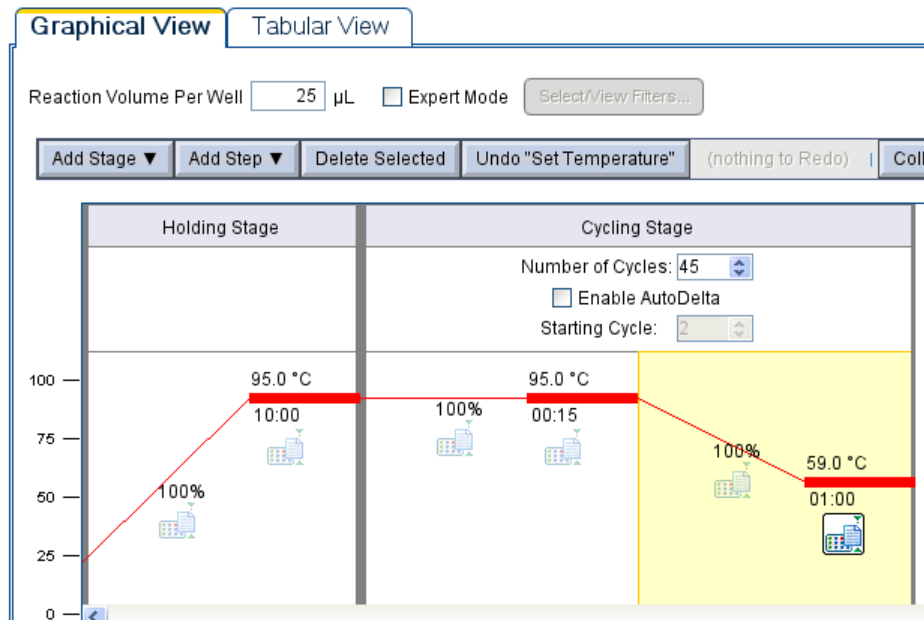 Graphical View Tabular View
Reaction Volume Per Well 25 µL Expert Mode Select/View Filters...
Add Stage ▼ Add Step ▼ Delete Selected Undo "Set Temperature" (nothing to Redo) Coll
Holding Stage Cycling Stage
Number of Cycles: 45
Enable AutoDelta
Starting Cycle: 2
100 95.0 °C 95.0 °C
10:00 100% 00:15
75 100% 59.0 °C
50 100% 01:00
25
0